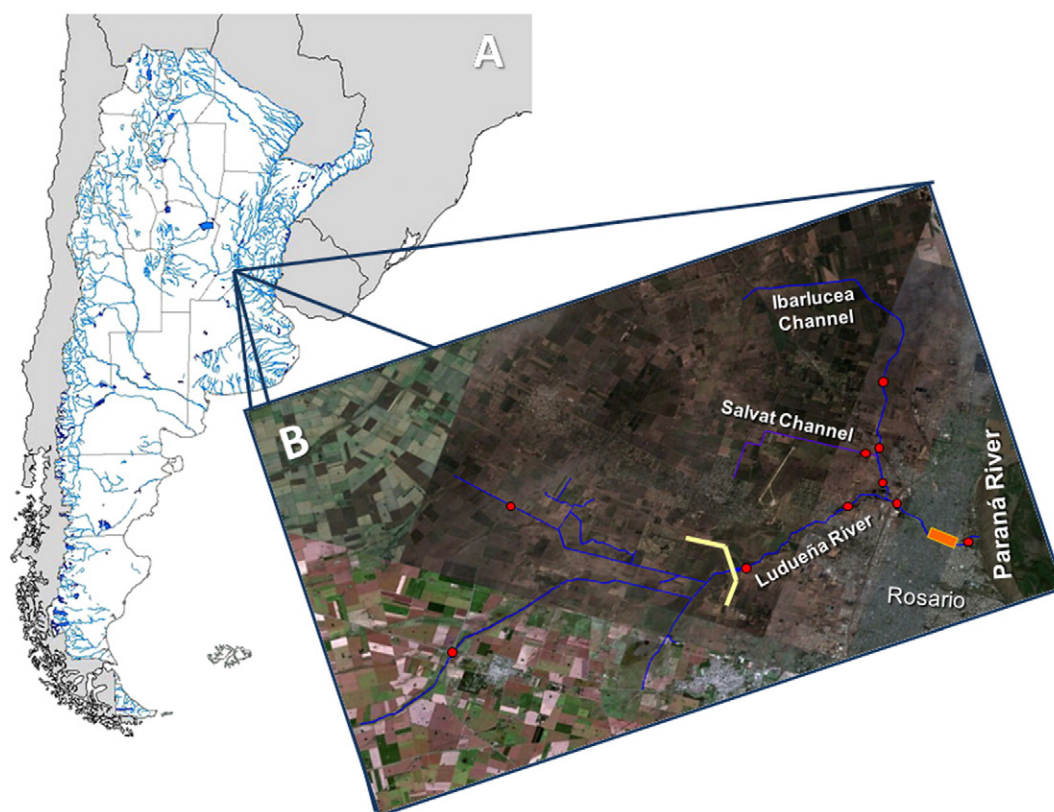 A
B
Ibarlucea
Channel
Salvat Channel
Ludueña River
Paraná River
Rosario